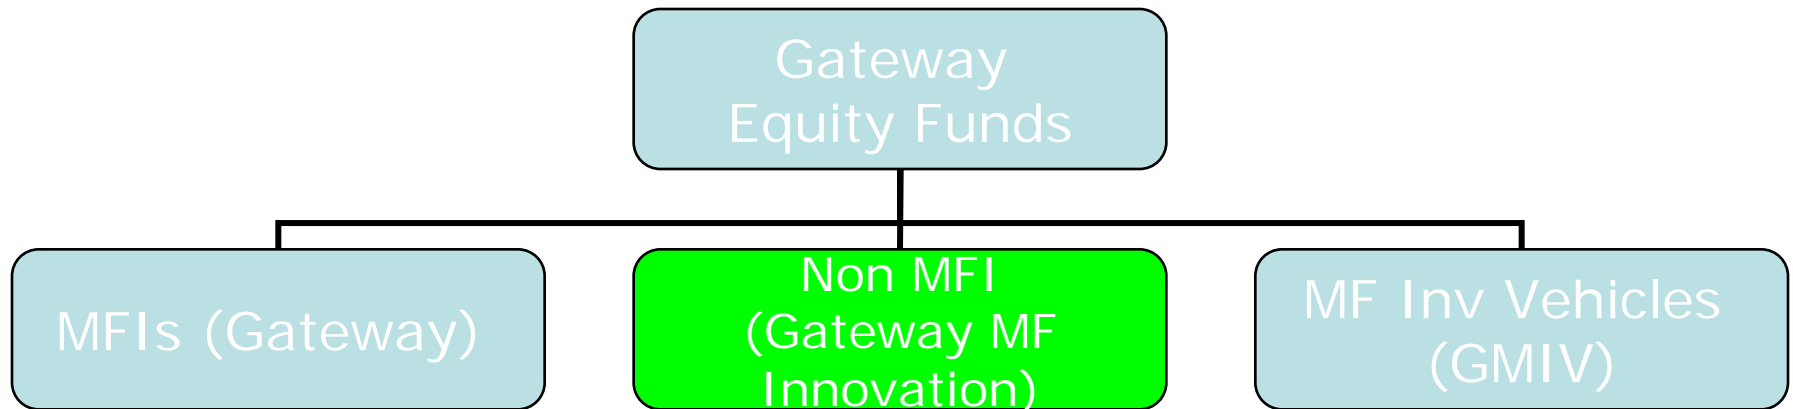 Gateway
Equity Funds
MFIs (Gateway)
Non MFI
(Gateway MF
Innovation)
MF Inv Vehicles
(GMIV)